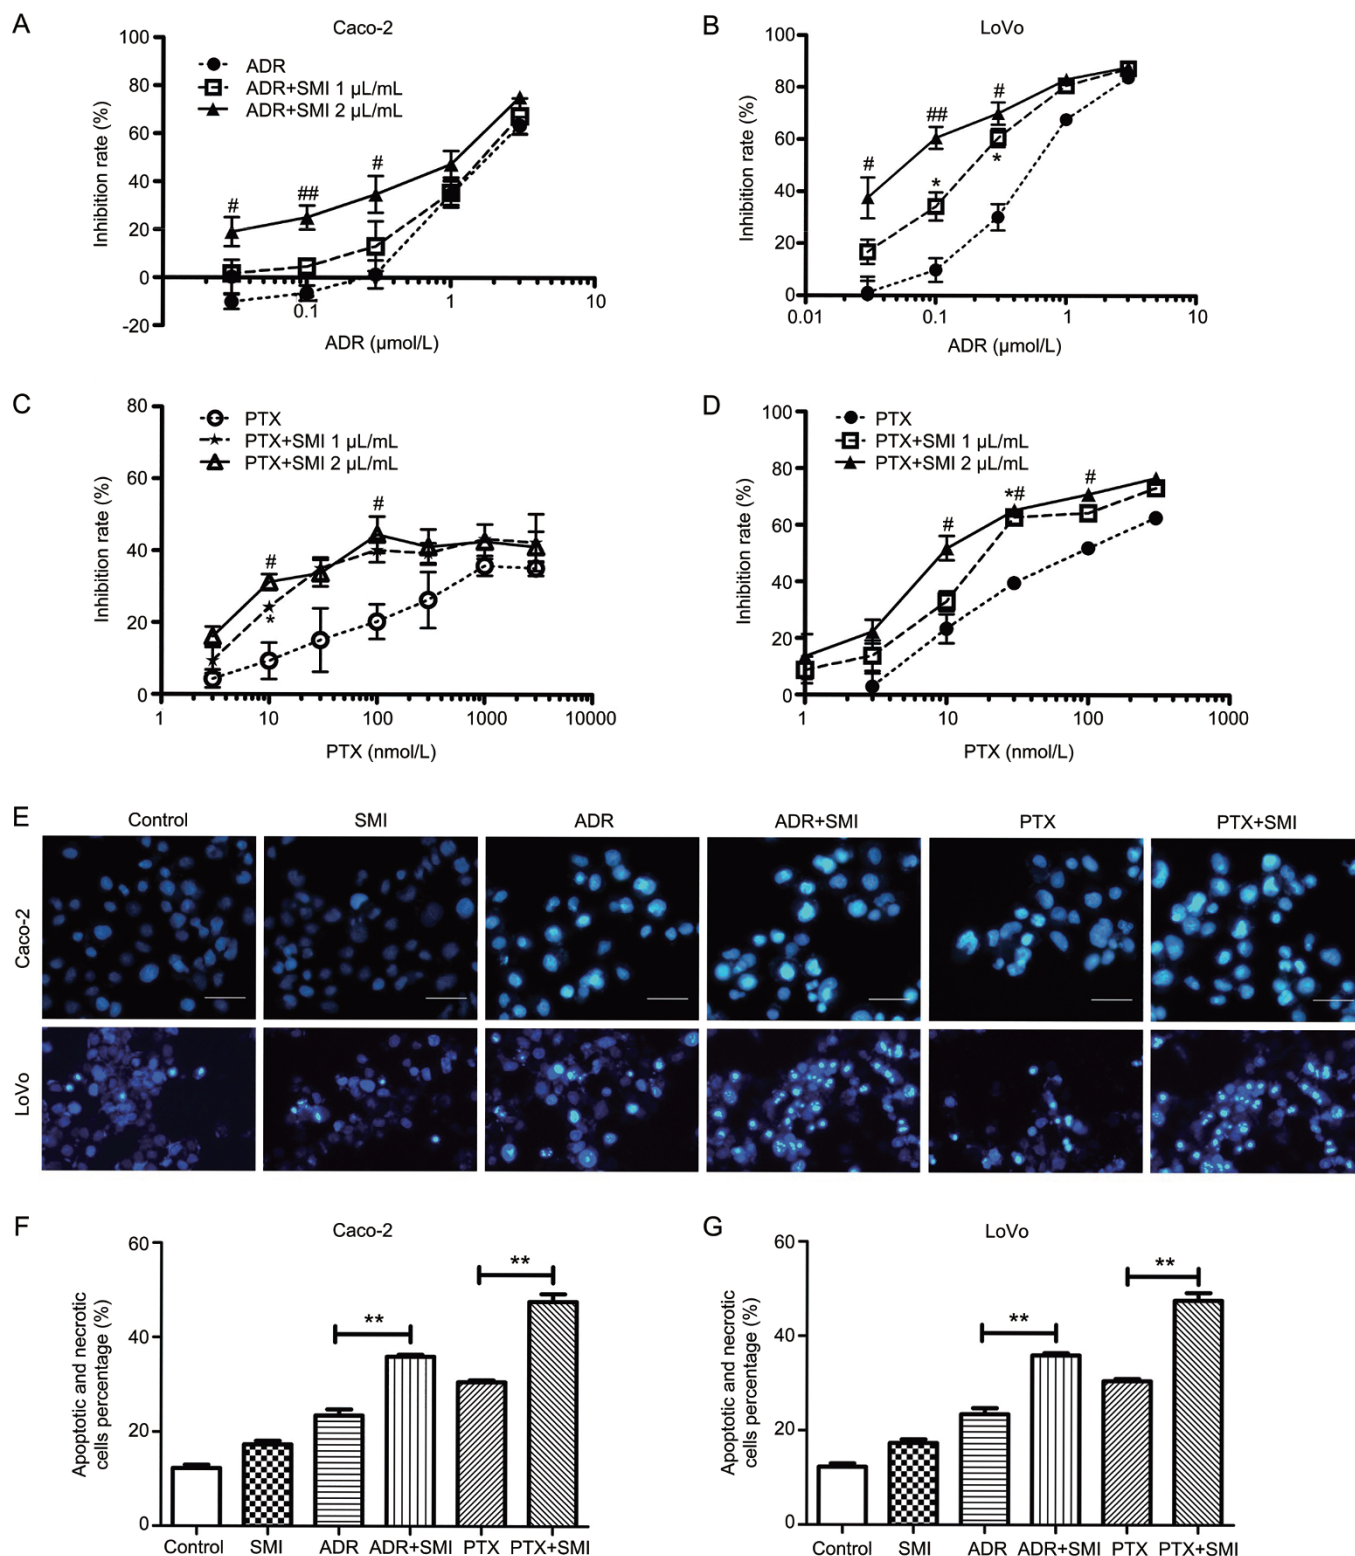 A
Caco-2
Inhibition rate (%)
100
80
60
40
20
0
-20
ADR
ADR+SMI 1 µL/mL
ADR+SMI 2 µL/mL
#
##
#
0.1
1
10
ADR (µmol/L)
B
LoVo
Inhibition rate (%)
100
80
60
40
20
0
#
##
#
*
*
0.01
0.1
1
10
ADR (µmol/L)
C
Inhibition rate (%)
80
60
40
20
0
PTX
PTX+SMI 1 µL/mL
PTX+SMI 2 µL/mL
#
*
#
1
10
100
1000
10000
PTX (nmol/L)
D
Inhibition rate (%)
100
80
60
40
20
0
PTX
PTX+SMI 1 µL/mL
PTX+SMI 2 µL/mL
#
*#
#
1
10
100
1000
PTX (nmol/L)
E
Control
SMI
ADR
ADR+SMI
PTX
PTX+SMI
Caco-2
LoVo
F
Caco-2
Apoptotic and necrotic
cells percentage (%)
60
40
20
0
**
**
Control
SMI
ADR
ADR+SMI
PTX
PTX+SMI
G
LoVo
Apoptotic and necrotic
cells percentage (%)
60
40
20
0
**
**
Control
SMI
ADR
ADR+SMI
PTX
PTX+SMI